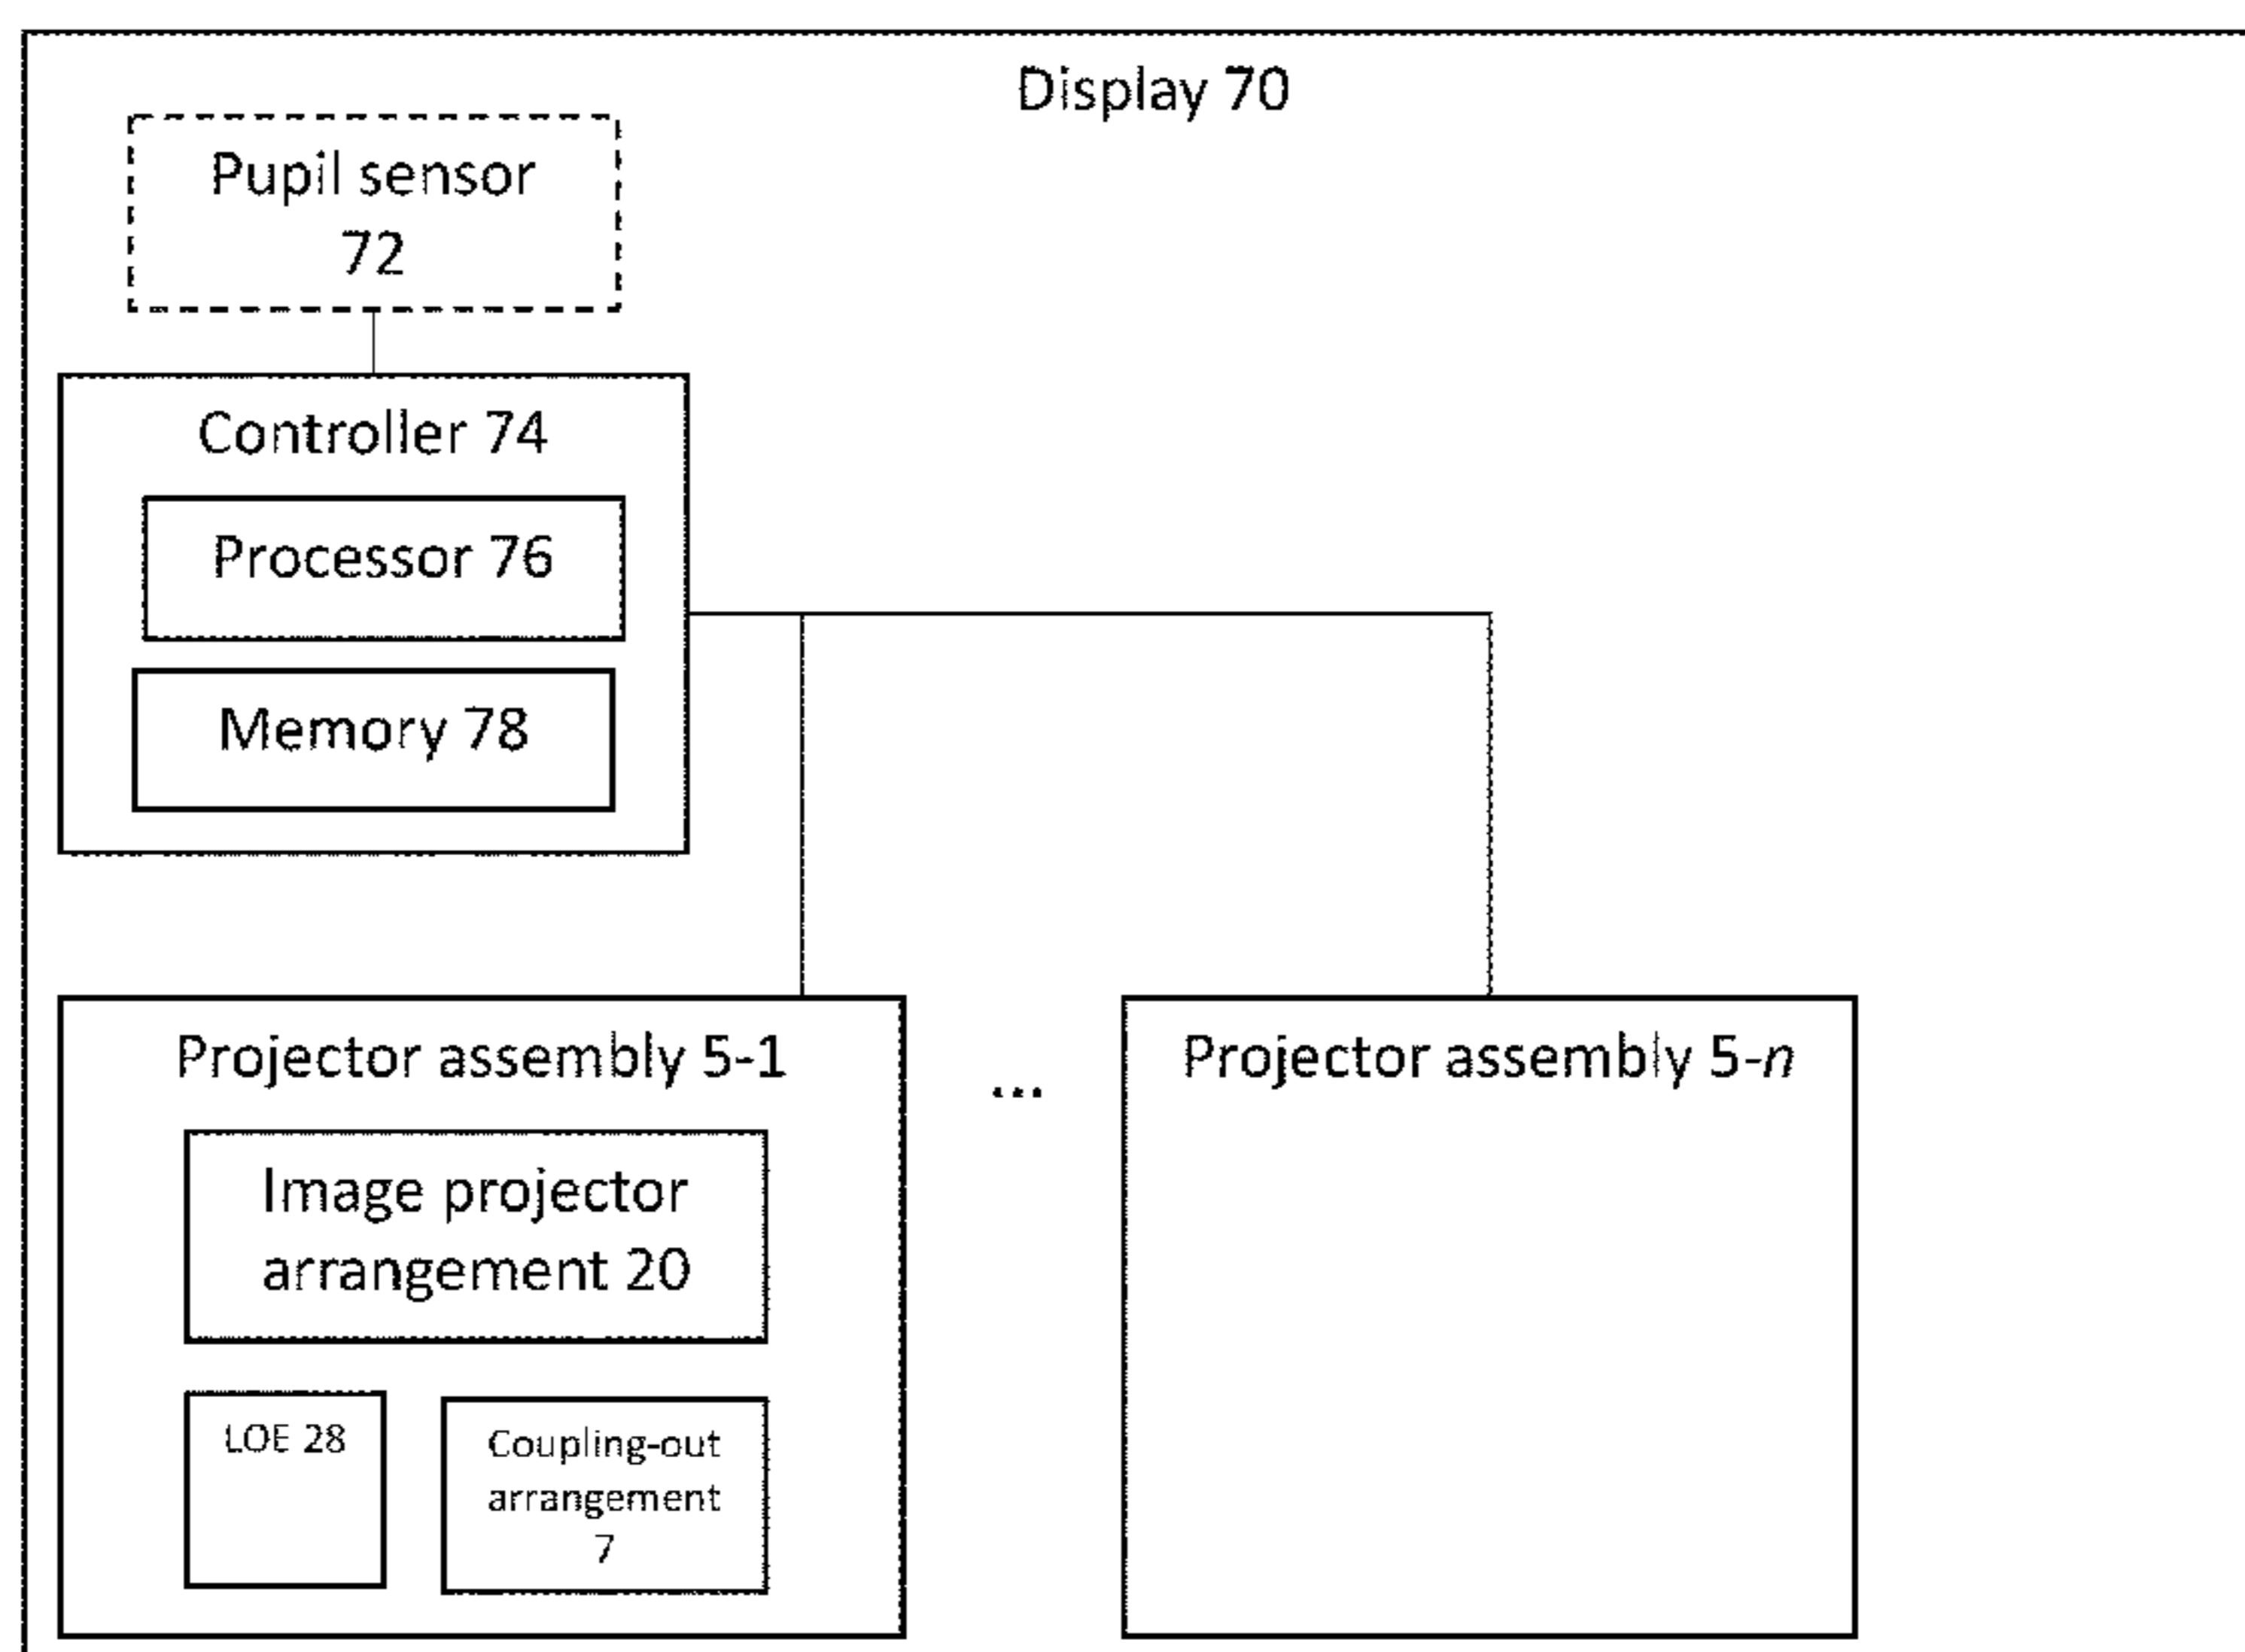 Display 70
Pupil sensor
72
Controller 74
Processor 76
Memory 78
Projector assembly 5-1
...
Projector assembly 5-n
Image projector
arrangement 20
LOE 28
Coupling-out
arrangement
7